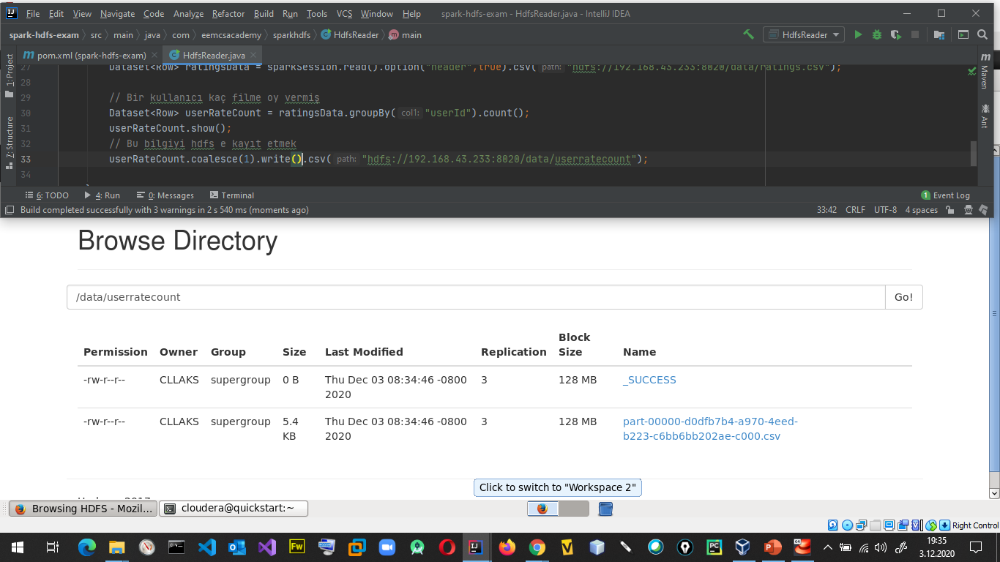 File Edit View Navigate Code Analyze Refactor Build Run Tools VCS Window Help spark-hdfs-exam - HdfsReader.java - IntelliJ IDEA
spark-hdfs-exam src main java com eemcsacademy sparkhdfs HdfsReader main HdfsReader
pom.xml (spark-hdfs-exam) HdfsReader.java
1: Project
7: Structure
Maven
Ant
27 Dataset<Row> ratingsData = sparkSession.read().option("header",true).csv( path: "hdfs://192.168.43.233:8020/data/ratings.csv");
28
29 // Bir kullanıcı kaç filme oy vermiş
30 Dataset<Row> userRateCount = ratingsData.groupBy( col1: "userId").count();
31 userRateCount.show();
32 // Bu bilgiyi hdfs e kayıt etmek
33 userRateCount.coalesce(1).write().csv( path: "hdfs://192.168.43.233:8020/data/userratecount");
34
6: TODO 4: Run 0: Messages Terminal 1 Event Log
Build completed successfully with 3 warnings in 2 s 540 ms (moments ago) 33:42 CRLF UTF-8 4 spaces
Browse Directory
/data/userratecount Go!
Permission Owner Group Size Last Modified Replication Block Size Name
-rw-r--r-- CLLAKS supergroup 0 B Thu Dec 03 08:34:46 -0800 2020 3 128 MB _SUCCESS
-rw-r--r-- CLLAKS supergroup 5.4 KB Thu Dec 03 08:34:46 -0800 2020 3 128 MB part-00000-d0dfb7b4-a970-4eed-b223-c6bb6bb202ae-c000.csv
Click to switch to "Workspace 2"
Browsing HDFS - Mozil... cloudera@quickstart:~
Right Control
19:35
3.12.2020